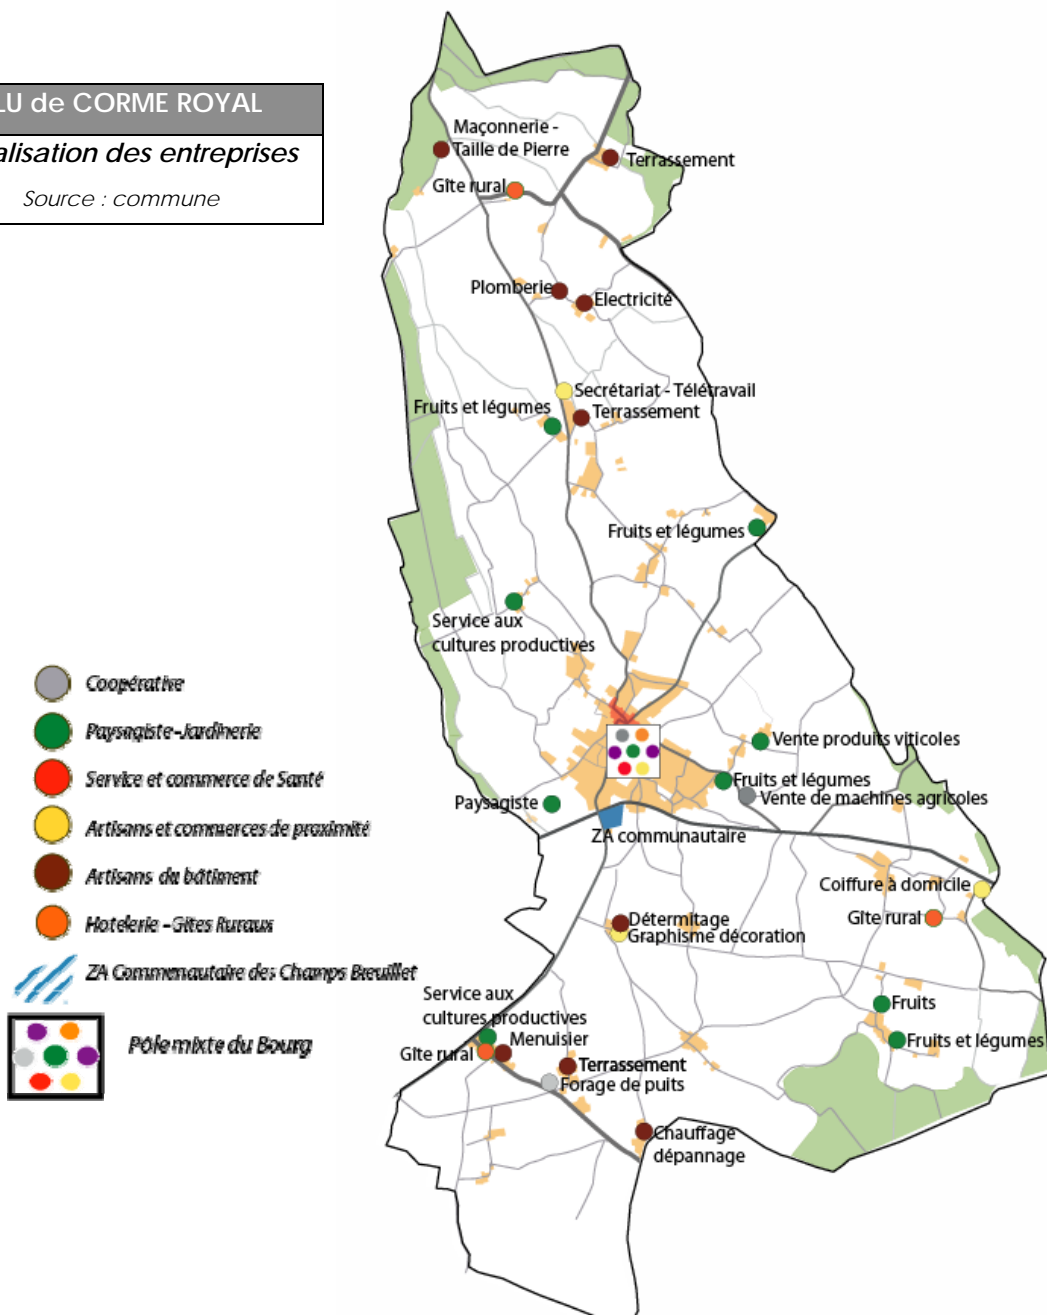 LU de CORME ROYAL
alisation des entreprises
Source : commune
Maçonnerie -
Taille de Pierre
Terrassement
Gîte rural
Plomberie
Electricité
Secrétariat - Télétravail
Fruits et légumes
Terrassement
Fruits et légumes
Service aux
cultures productives
Coopérative
Paysagiste-Jardinerie
Service et commerce de Santé
Artisans et commerces de proximité
Artisans du bâtiment
Hotelerie - Gites Ruraux
ZA Communautaire des Champs Breuillet
Pôle mixte du Bourg
Vente produits viticoles
Fruits et légumes
Vente de machines agricoles
Paysagiste
ZA communautaire
Coiffure à domicile
Gîte rural
Détermitage
Graphisme décoration
Service aux
cultures productives
Fruits
Fruits et légumes
Gîte rural
Menuisier
Terrassement
Forage de puits
Chauffage
dépannage